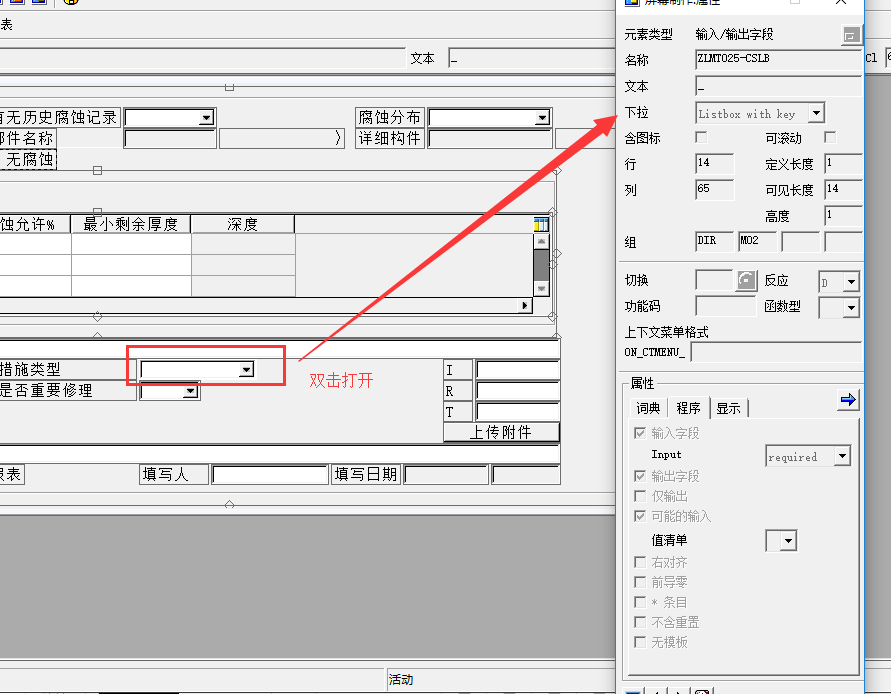 表
文本 _
有无历史腐蚀记录 腐蚀分布
部件名称 详细构件
无腐蚀
蚀允许% 最小剩余厚度 深度
措施类型 I
是否重要修理 R
T
上传附件
双击打开
报表 填写人 填写日期
活动
屏幕制作属性
元素类型 输入/输出字段
名称 ZLMT025-CSLB
文本 _
下拉 Listbox with key
含图标 可滚动
行 14 定义长度 1
列 65 可见长度 14
高度 1
组 DIR MO2
切换 反应 D
功能码 函数型
上下文菜单格式
ON_CTMENU_
属性
词典 程序 显示
输入字段
Input required
输出字段
仅输出
可能的输入
值清单
右对齐
前导零
* 条目
不含重置
无模板
Cl 6